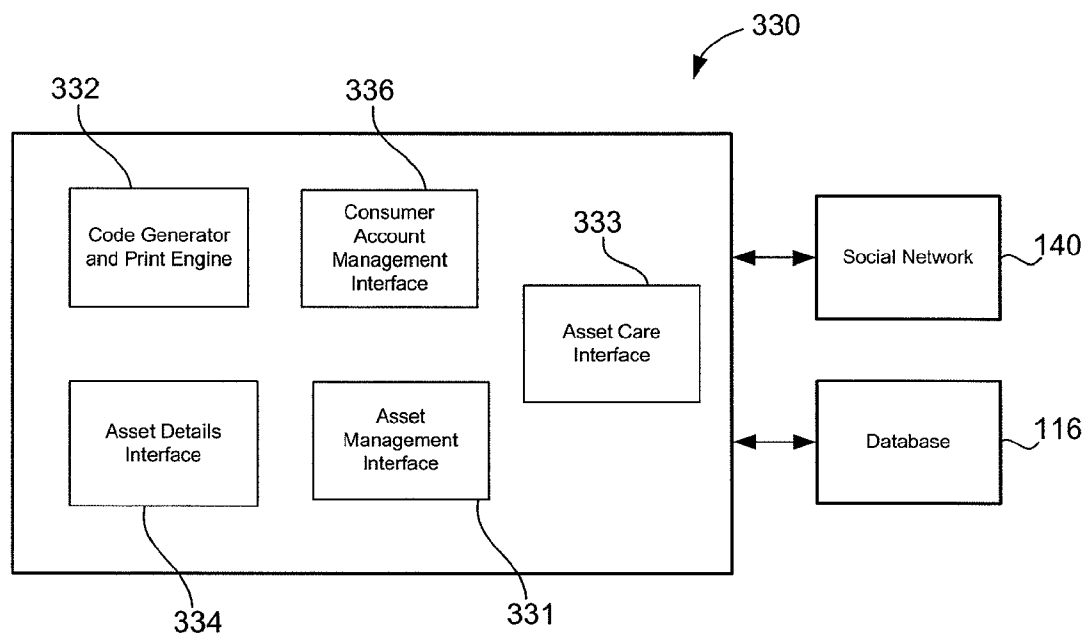 330
332
336
Code Generator
and Print Engine
Consumer
Account
Management
Interface
333
Asset Care
Interface
Social Network
140
Asset Details
Interface
Asset
Management
Interface
Database
116
334
331